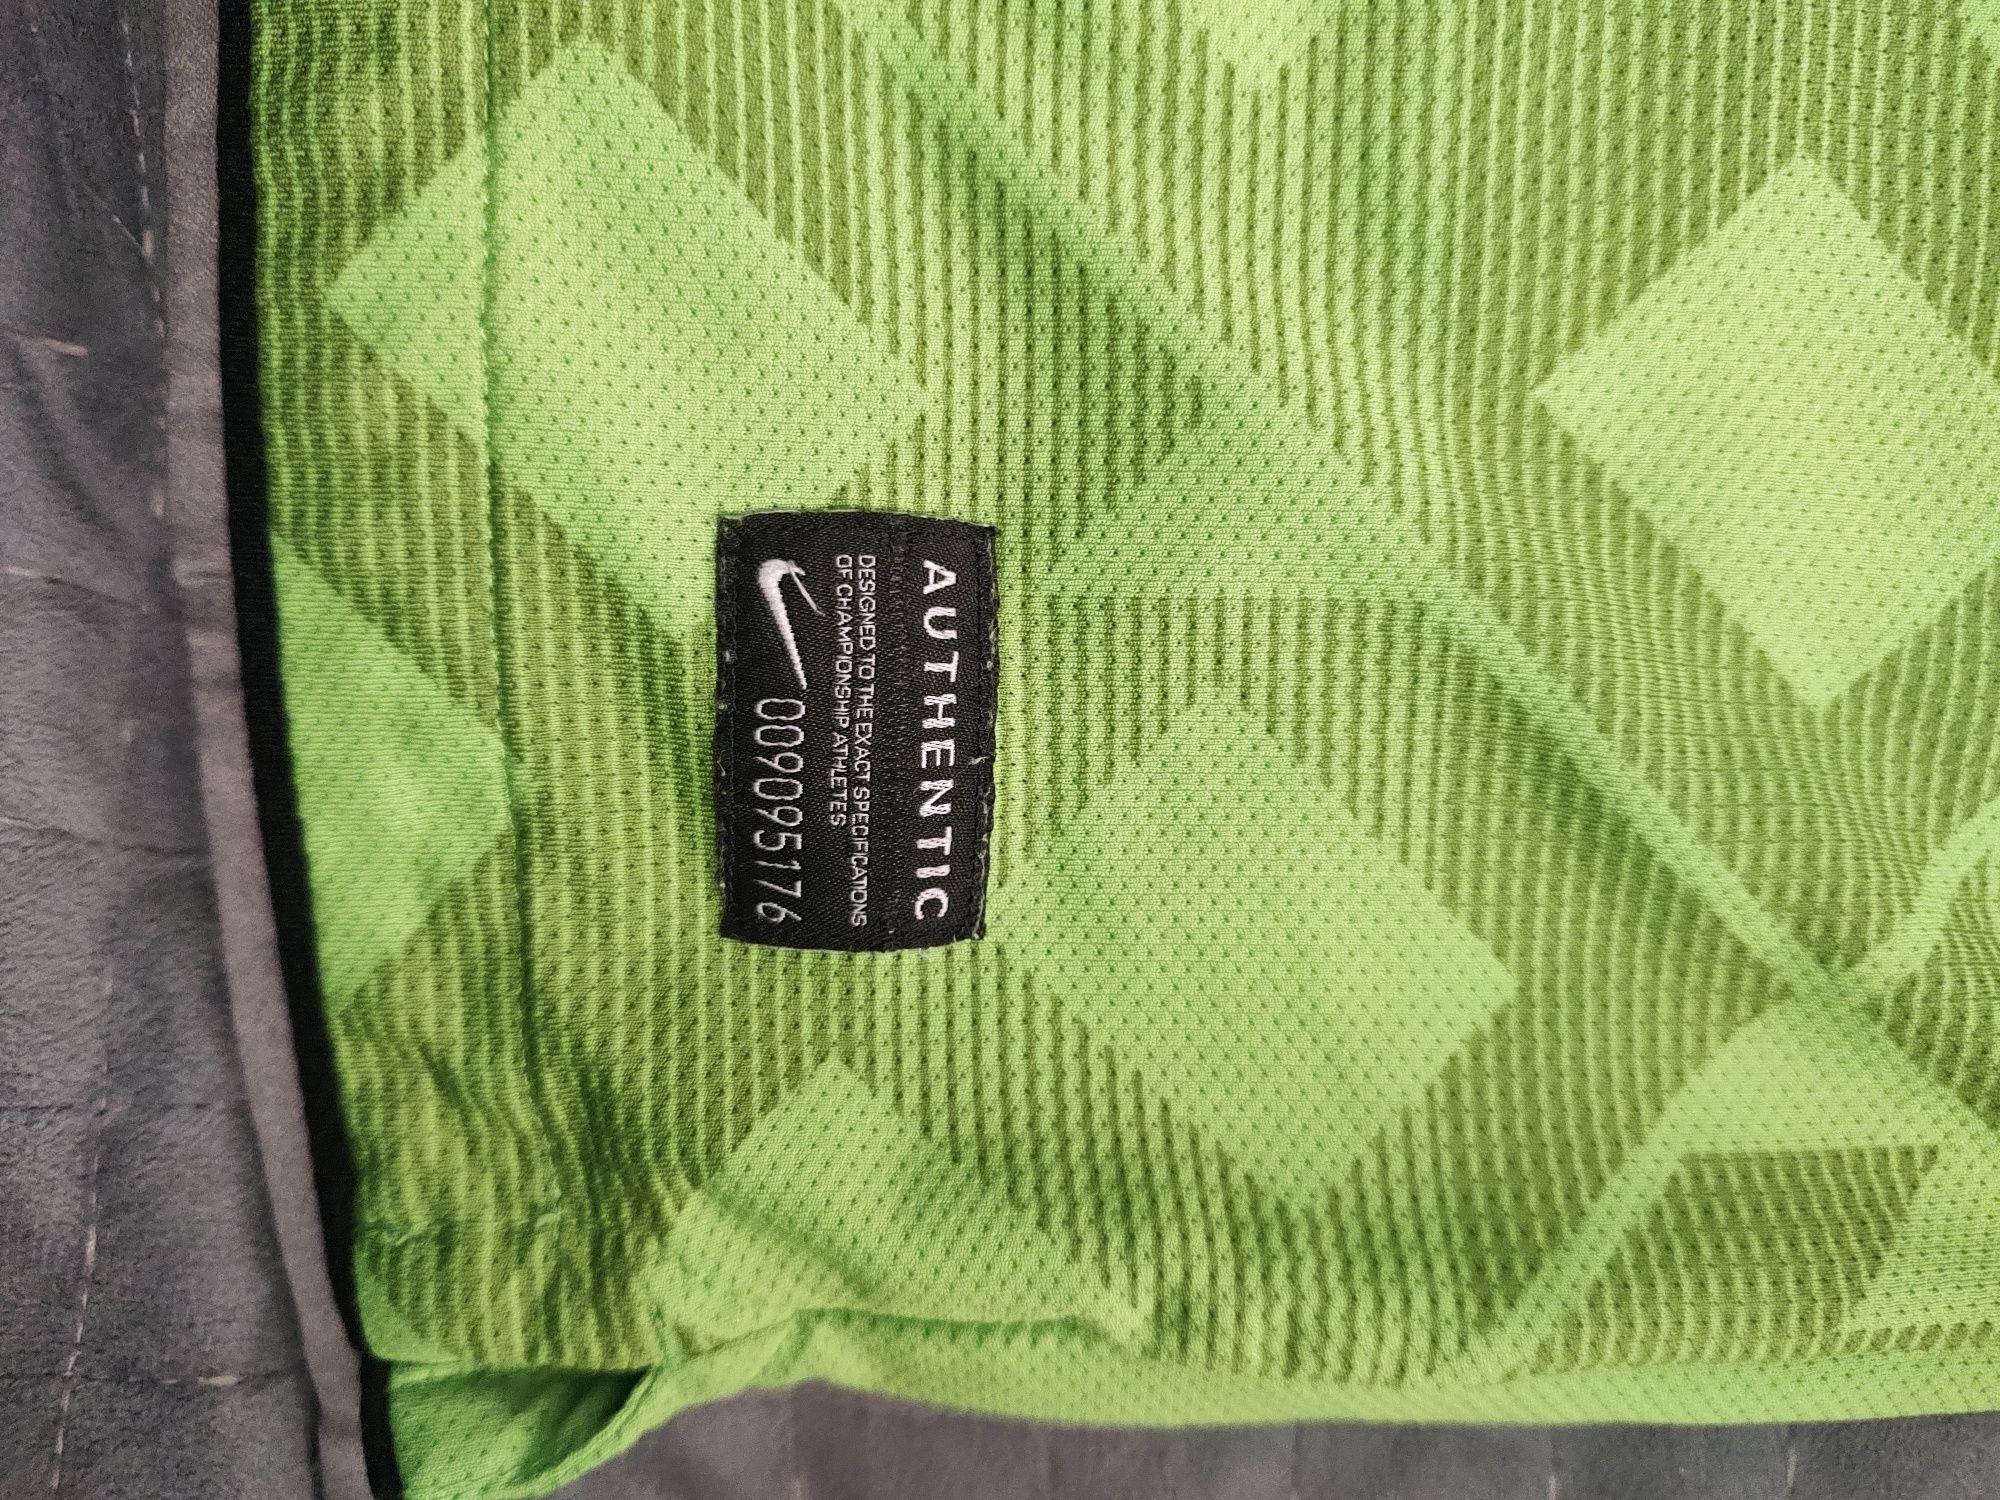 AUTHENTIC
DESIGNED TO THE EXACT SPECIFICATIONS
OF CHAMPIONSHIP ATHLETES
009095176